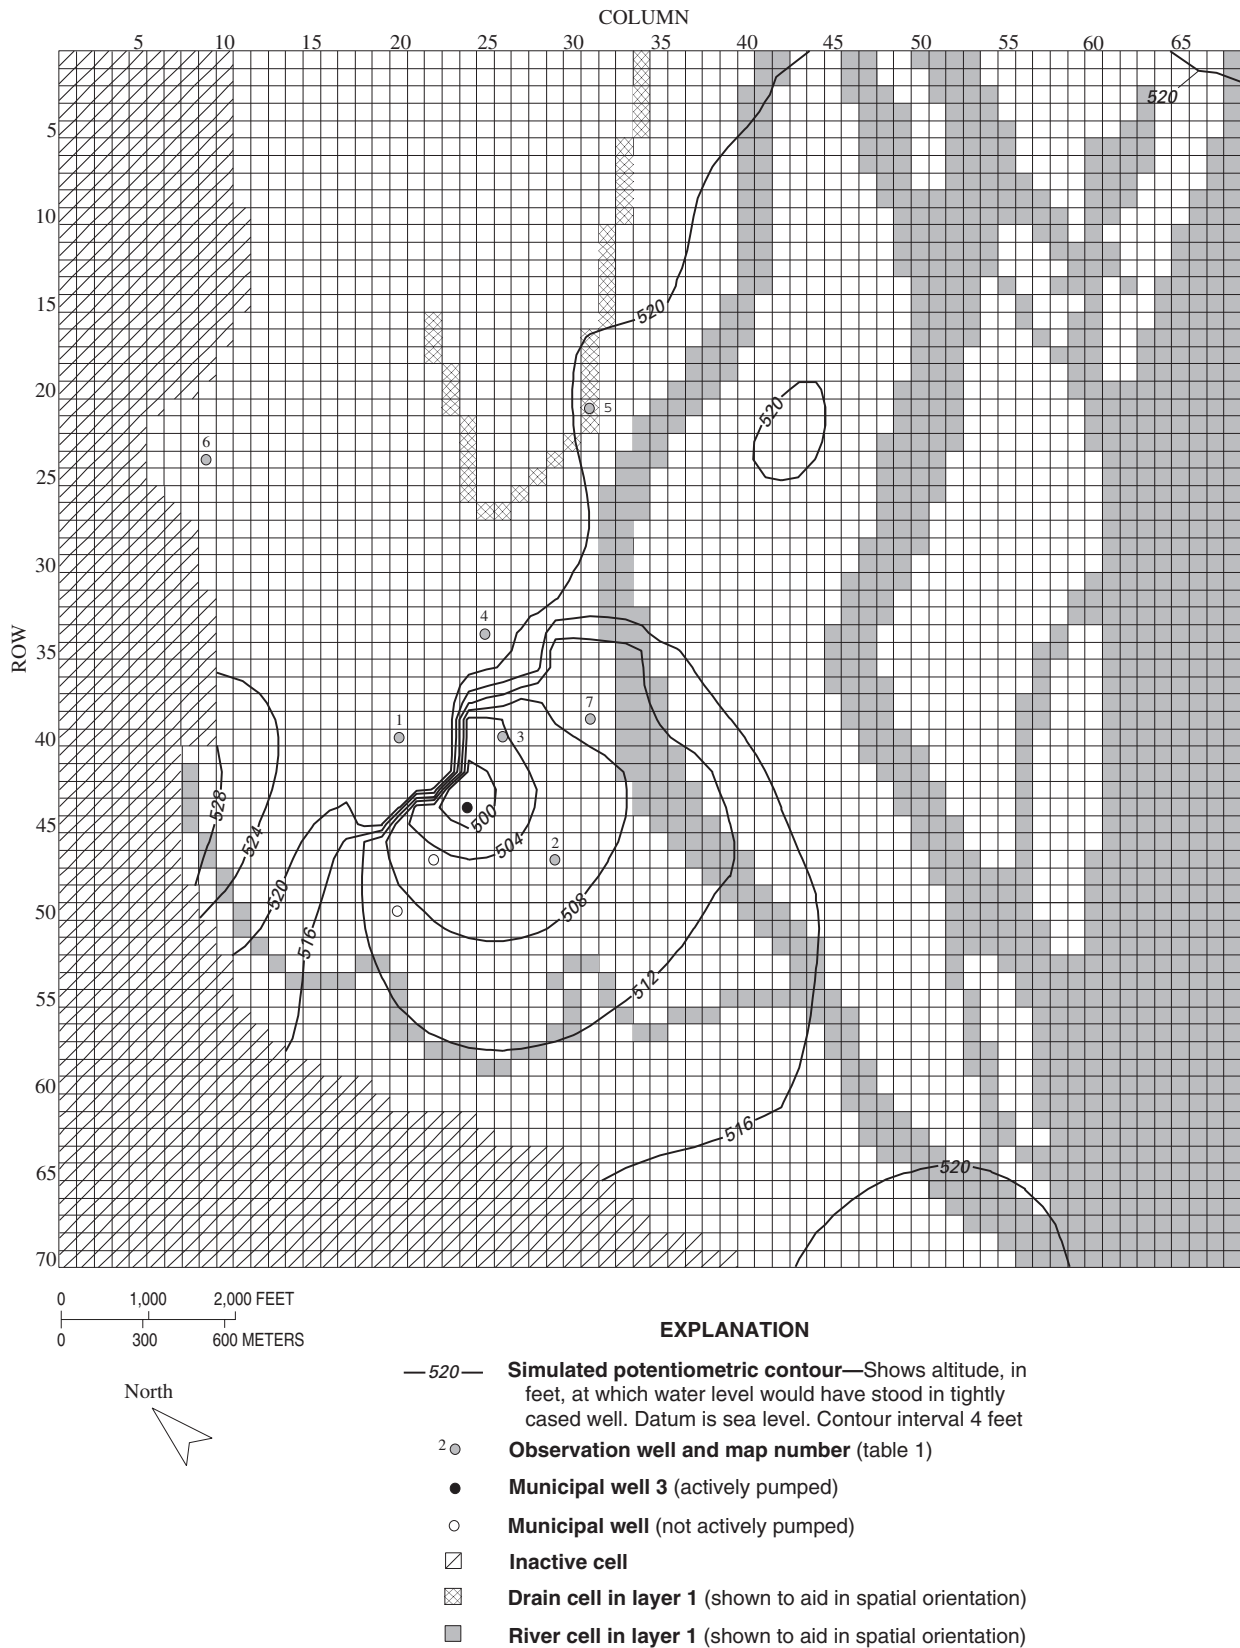 COLUMN
5 10 15 20 25 30 35 40 45 50 55 60 65
520
5
10
15
520
20
520
5
6
25
30
4
ROW
35
7
1
3
40
528
500
45
524
504
2
520
508
50
516
512
55
60
516
65
520
70
0 1,000 2,000 FEET
0 300 600 METERS
North
EXPLANATION
520 Simulated potentiometric contour—Shows altitude, in
feet, at which water level would have stood in tightly
cased well. Datum is sea level. Contour interval 4 feet
2 Observation well and map number (table 1)
Municipal well 3 (actively pumped)
Municipal well (not actively pumped)
Inactive cell
Drain cell in layer 1 (shown to aid in spatial orientation)
River cell in layer 1 (shown to aid in spatial orientation)